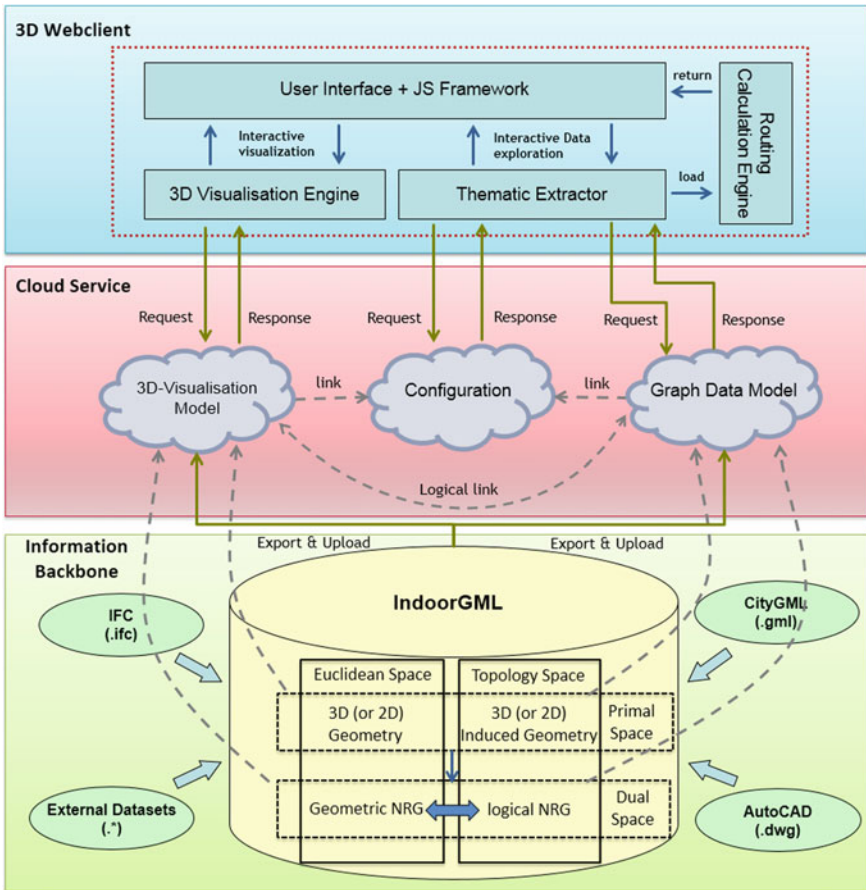 3D Webclient
User Interface + JS Framework
return
Routing
Calculation Engine
Interactive
visualization
Interactive Data
exploration
3D Visualisation Engine
Thematic Extractor
load
Cloud Service
Request
Response
Request
Response
Request
Response
3D-Visualisation
Model
link
Configuration
link
Graph Data Model
Logical link
Information
Backbone
Export & Upload
Export & Upload
IndoorGML
IFC
(.ifc)
CityGML
(.gml)
Euclidean Space
Topology Space
3D (or 2D)
Geometry
3D (or 2D)
Induced Geometry
Primal
Space
Geometric NRG
logical NRG
Dual
Space
External Datasets
(.*)
AutoCAD
(.dwg)